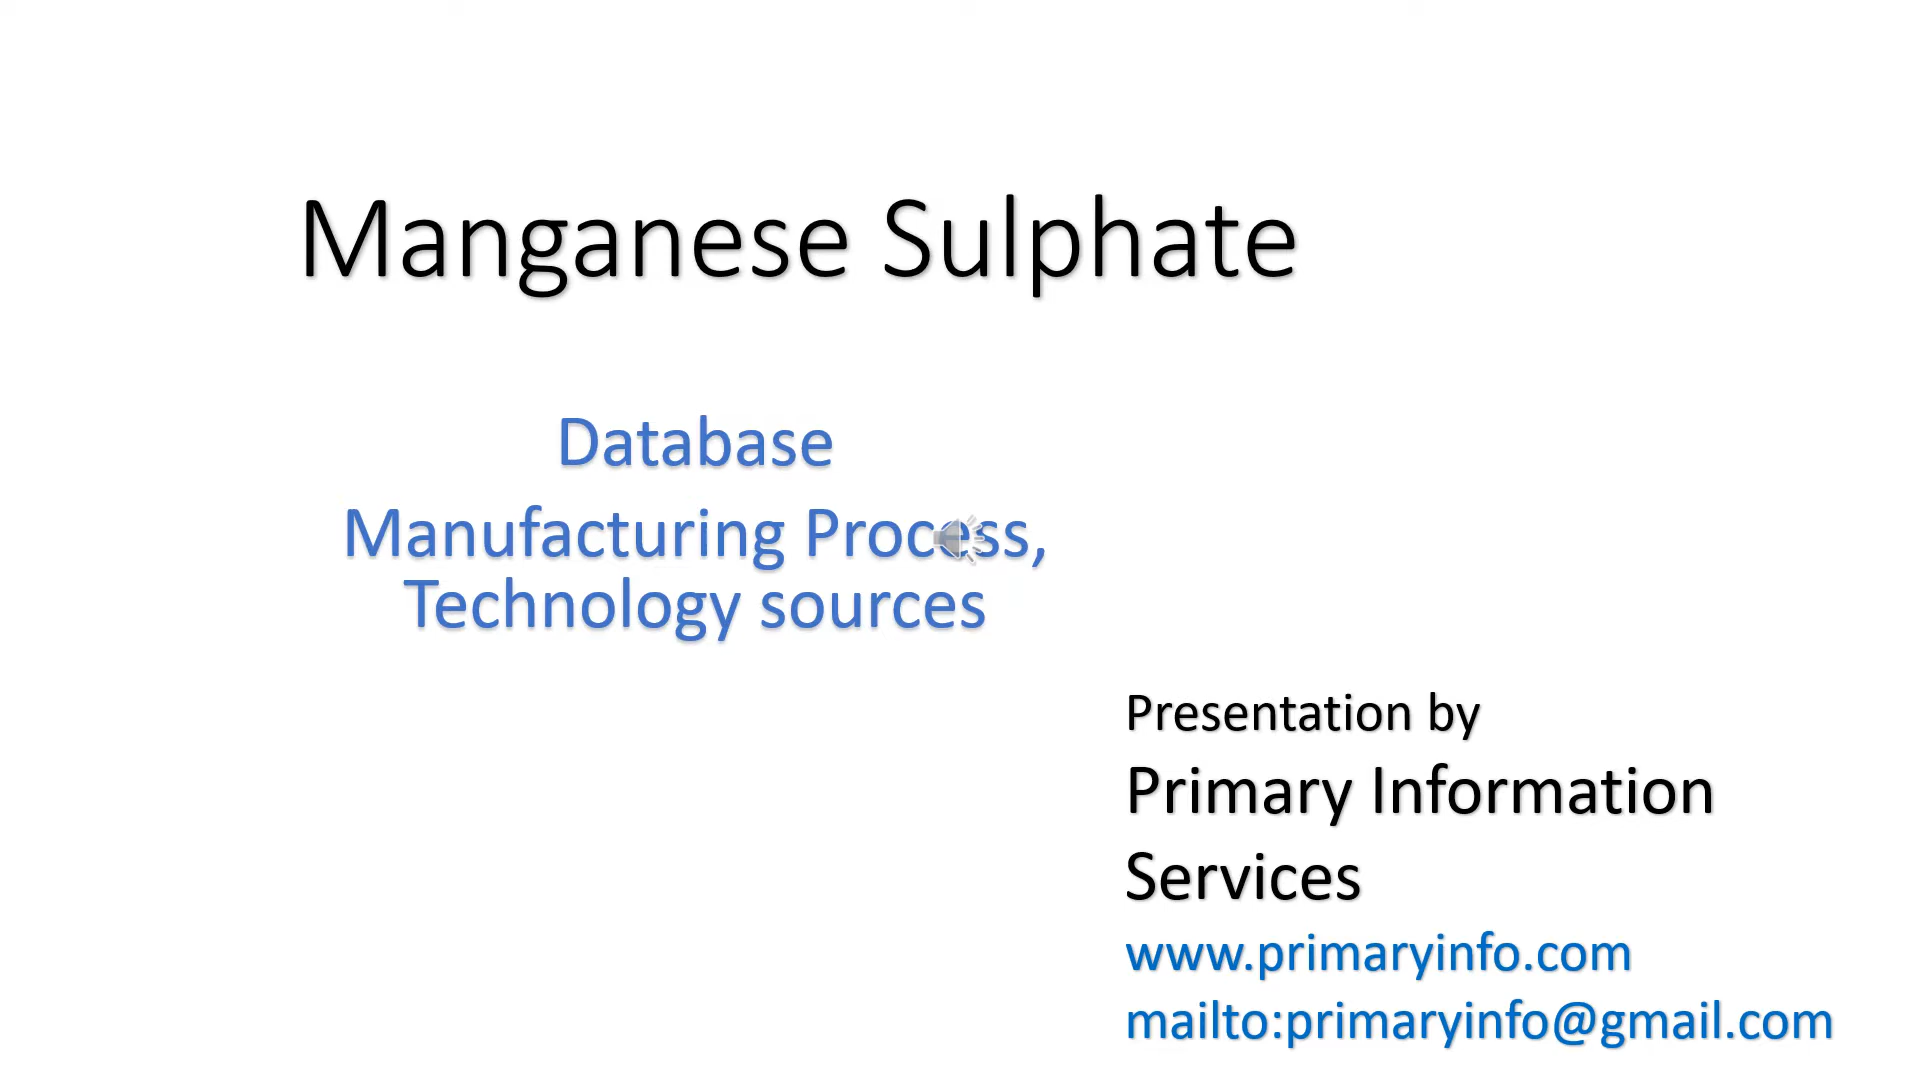 Manganese Sulphate
Database
Manufacturing Process,
Technology sources
Presentation by
Primary Information
Services
www.primaryinfo.com
mailto:primaryinfo@gmail.com